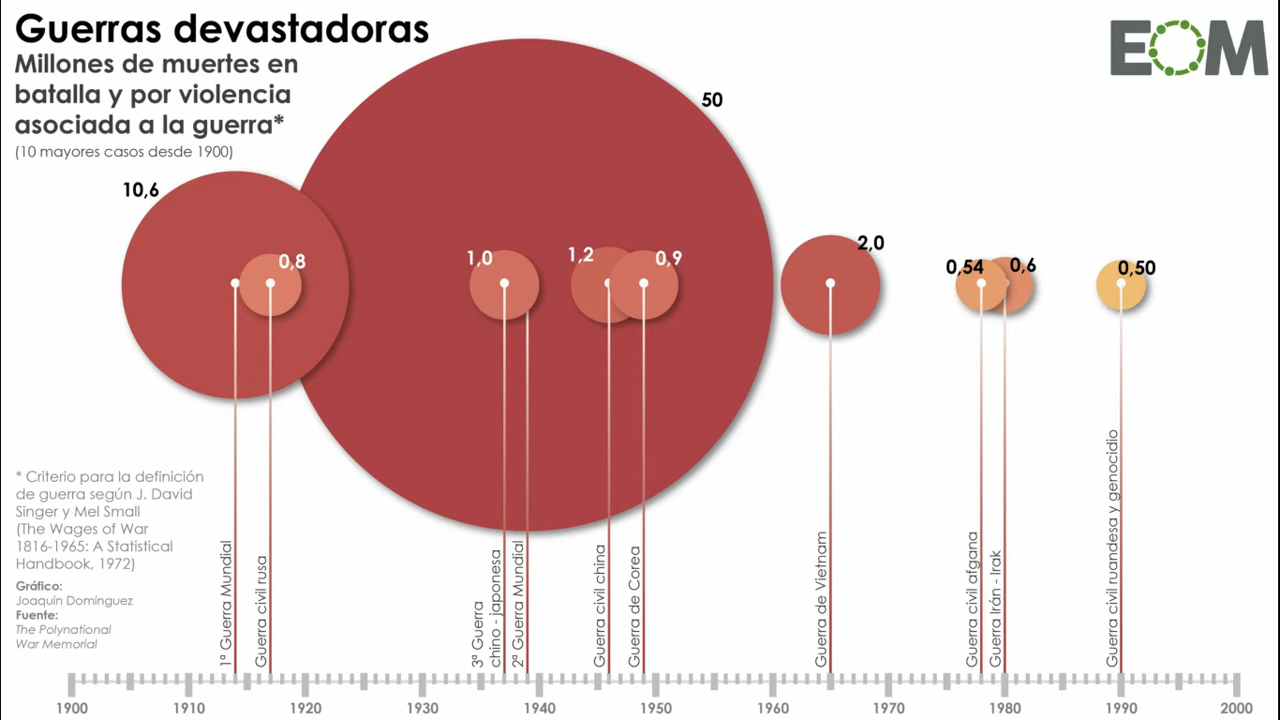 Guerras devastadoras
Millones de muertes en
batalla y por violencia
asociada a la guerra*
(10 mayores casos desde 1900)
EOM
50
10,6
0,8
1,0
1,2
0,9
2,0
0,54
0,6
0,50
* Criterio para la definición
de guerra según J. David
Singer y Mel Small
(The Wages of War
1816-1965: A Statistical
Handbook, 1972)
Gráfico:
Joaquín Domínguez
Fuente:
The Polynational
War Memorial
1ª Guerra Mundial
Guerra civil rusa
3ª Guerra
chino - japonesa
2ª Guerra Mundial
Guerra civil china
Guerra de Corea
Guerra de Vietnam
Guerra civil afgana
Guerra Irán - Irak
Guerra civil ruandesa y genocidio
1900
1910
1920
1930
1940
1950
1960
1970
1980
1990
2000